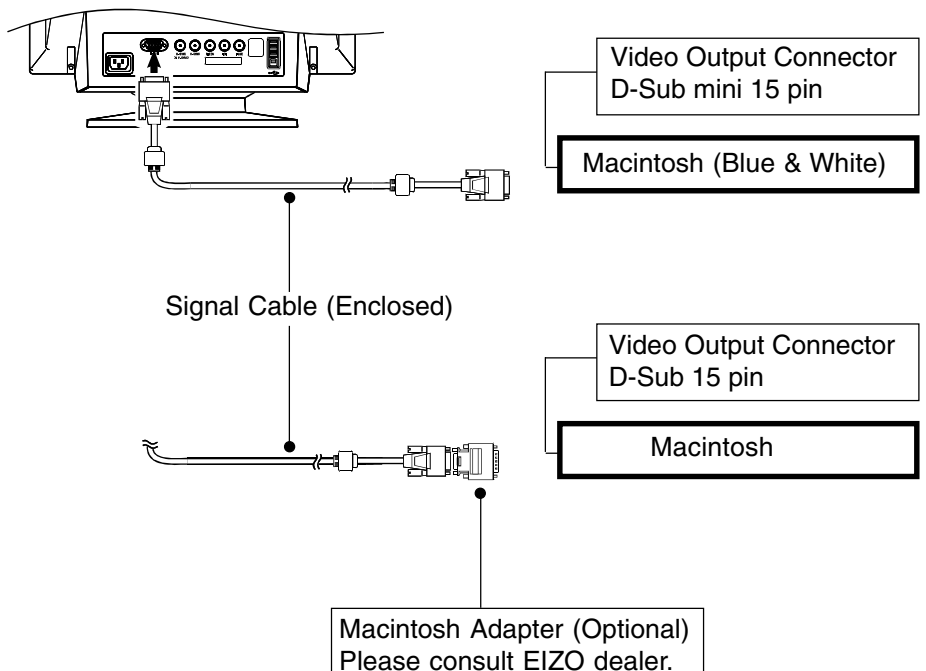 Video Output Connector
D-Sub mini 15 pin
Macintosh (Blue & White)
Signal Cable (Enclosed)
Video Output Connector
D-Sub 15 pin
Macintosh
Macintosh Adapter (Optional)
Please consult EIZO dealer.